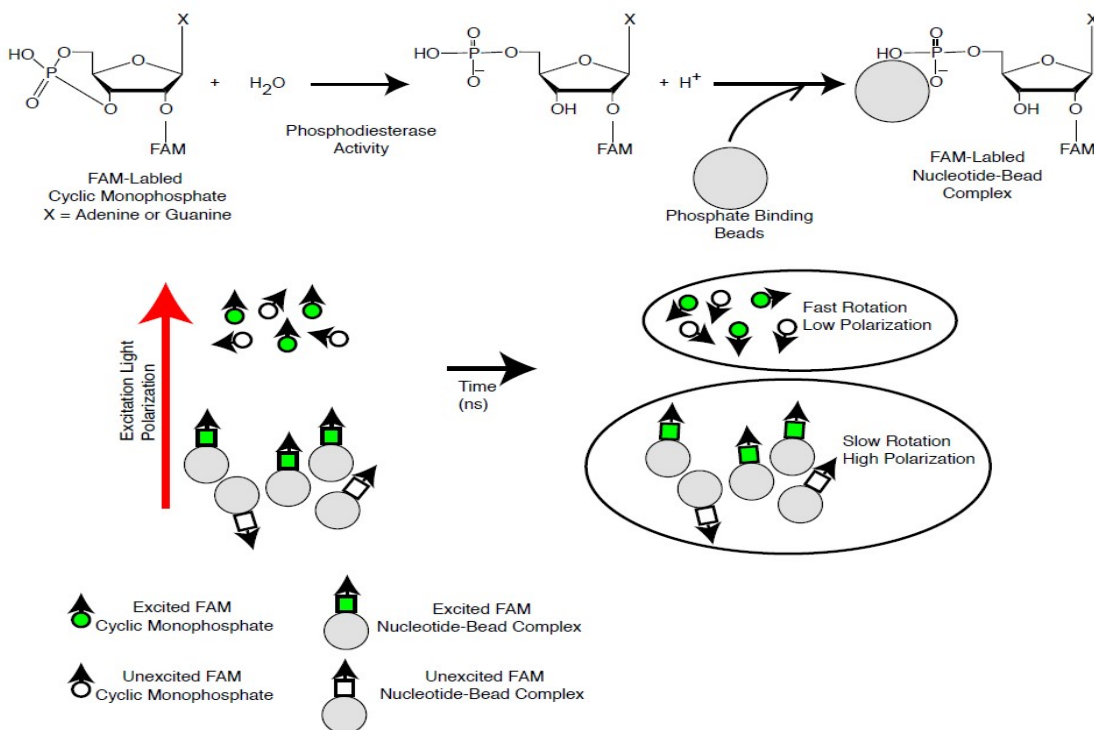 X
HO
O
P
O
O
O
O
FAM
FAM-Labled
Cyclic Monophosphate
X = Adenine or Guanine
+
H2O
Phosphodiesterase
Activity
X
O
HO
P
O
O
O−
OH
O
FAM
+ H+
Phosphate Binding
Beads
X
O
HO
P
O
O
O−
OH
O
FAM
FAM-Labled
Nucleotide-Bead
Complex
Excitation Light
Polarization
Time
(ns)
Fast Rotation
Low Polarization
Slow Rotation
High Polarization
Excited FAM
Cyclic Monophosphate
Excited FAM
Nucleotide-Bead Complex
Unexcited FAM
Cyclic Monophosphate
Unexcited FAM
Nucleotide-Bead Complex